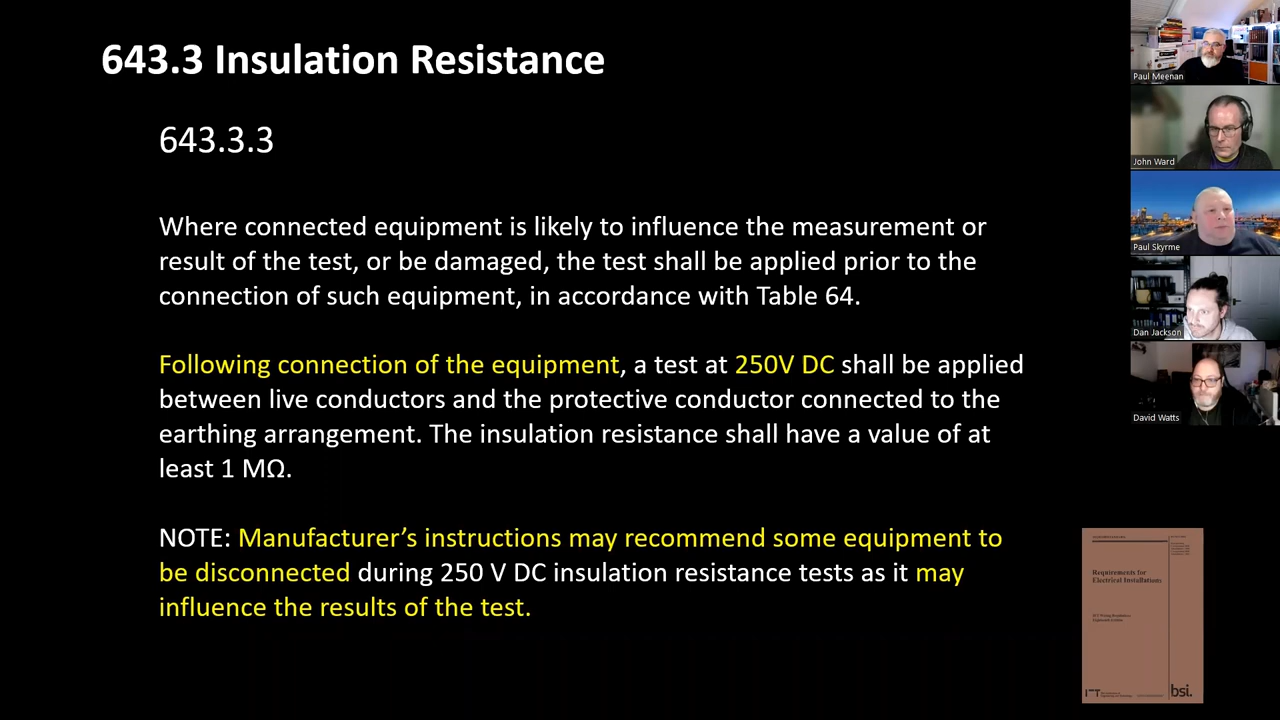 643.3 Insulation Resistance
643.3.3
Where connected equipment is likely to influence the measurement or
result of the test, or be damaged, the test shall be applied prior to the
connection of such equipment, in accordance with Table 64.
Following connection of the equipment, a test at 250V DC shall be applied
between live conductors and the protective conductor connected to the
earthing arrangement. The insulation resistance shall have a value of at
least 1 MΩ.
NOTE: Manufacturer’s instructions may recommend some equipment to
be disconnected during 250 V DC insulation resistance tests as it may
influence the results of the test.
Paul Meenan
John Ward
Paul Skyrme
Dan Jackson
David Watts
Requirements for
Electrical Installations
IET
bsi.